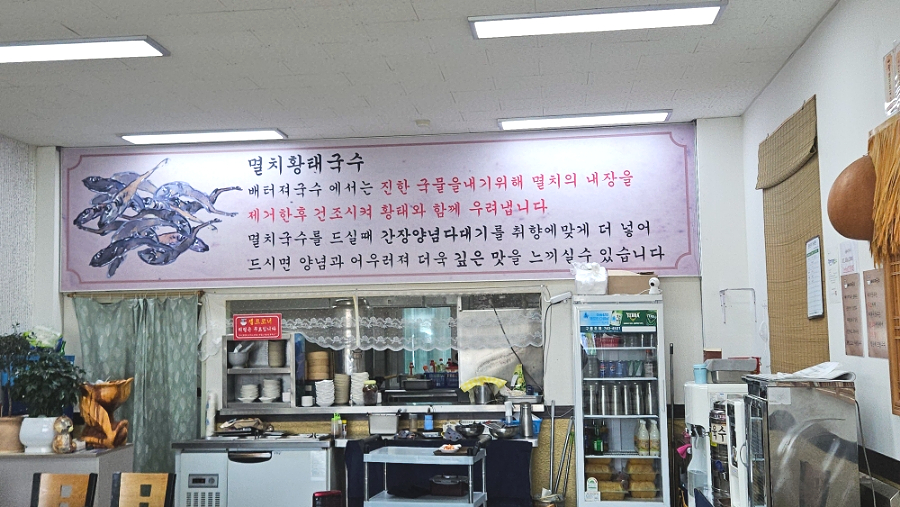 멸치황태국수
배터져국수 에서는 진한 국물을내기위해 멸치의 내장을
제거한후 건조시켜 황태와 함께 우려냅니다
멸치국수를 드실때 간장양념다대기를 취향에맞게 더 넣어
드시면 양념과 어우러져 더욱 깊은 맛을 느끼실수 있습니다
셀프코너
TERRA